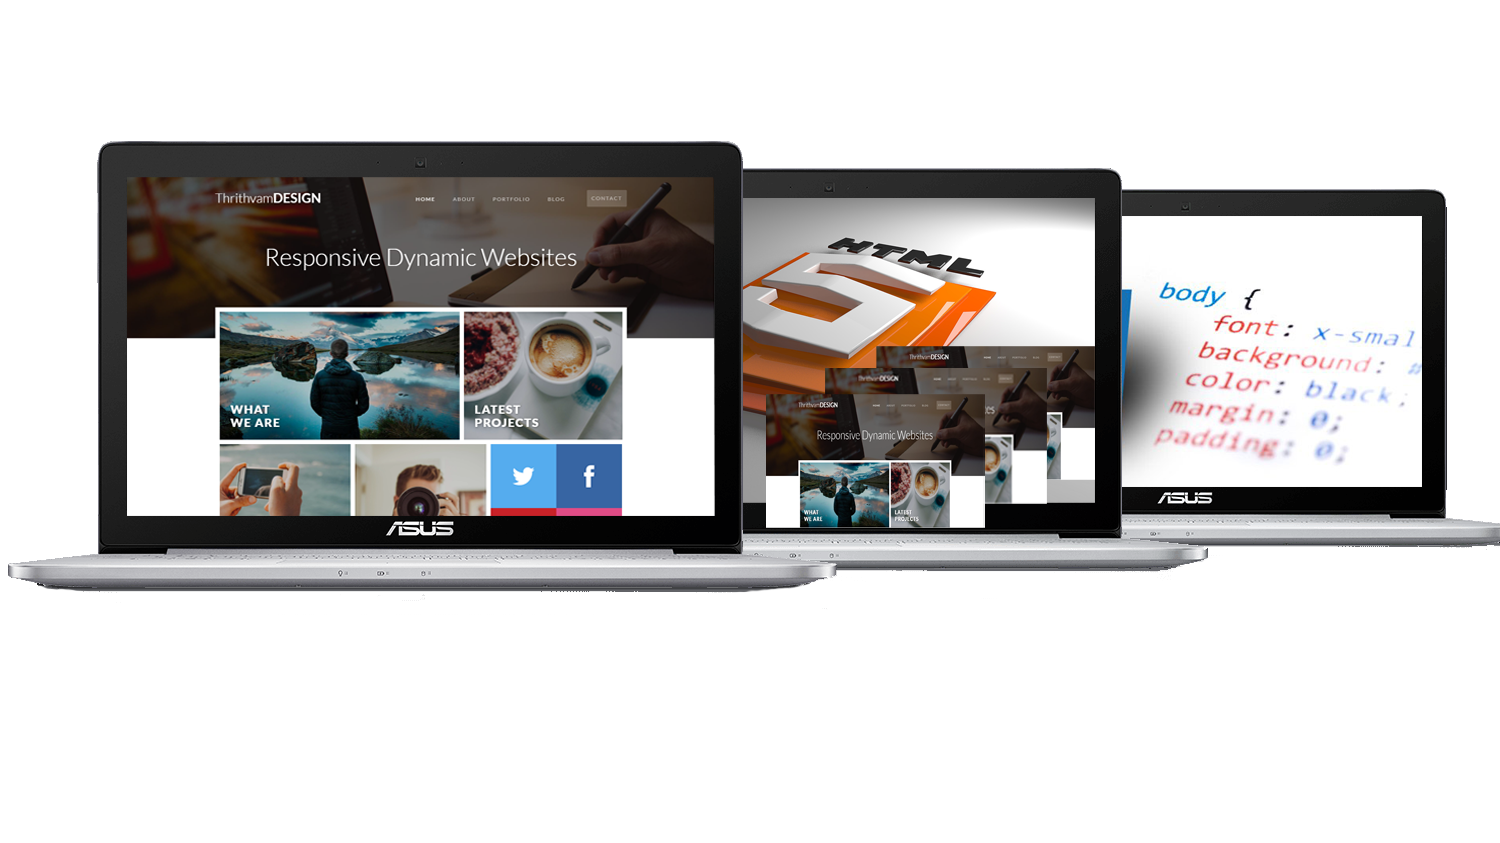 ThrithvamDESIGN
HOME ABOUT PORTFOLIO BLOG CONTACT
Responsive Dynamic Websites
WHAT
WE ARE
LATEST
PROJECTS
ASUS
HTML
5
ThrithvamDESIGN
ThrithvamDESIGN
ThrithvamDESIGN
Responsive Dynamic Websites
WHAT
WE ARE
LATEST
PROJECTS
body {
font: x-smal
background: #
color: black;
margin: 0;
padding: 0;
ASUS